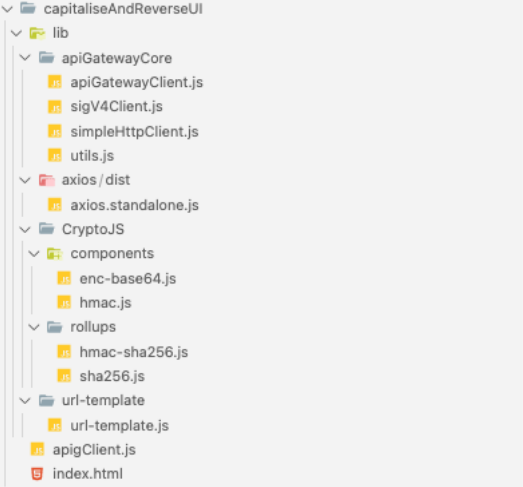 capitaliseAndReverseUI
lib
apiGatewayCore
apiGatewayClient.js
sigV4Client.js
simpleHttpClient.js
utils.js
axios/dist
axios.standalone.js
CryptoJS
components
enc-base64.js
hmac.js
rollups
hmac-sha256.js
sha256.js
url-template
url-template.js
apigClient.js
index.html